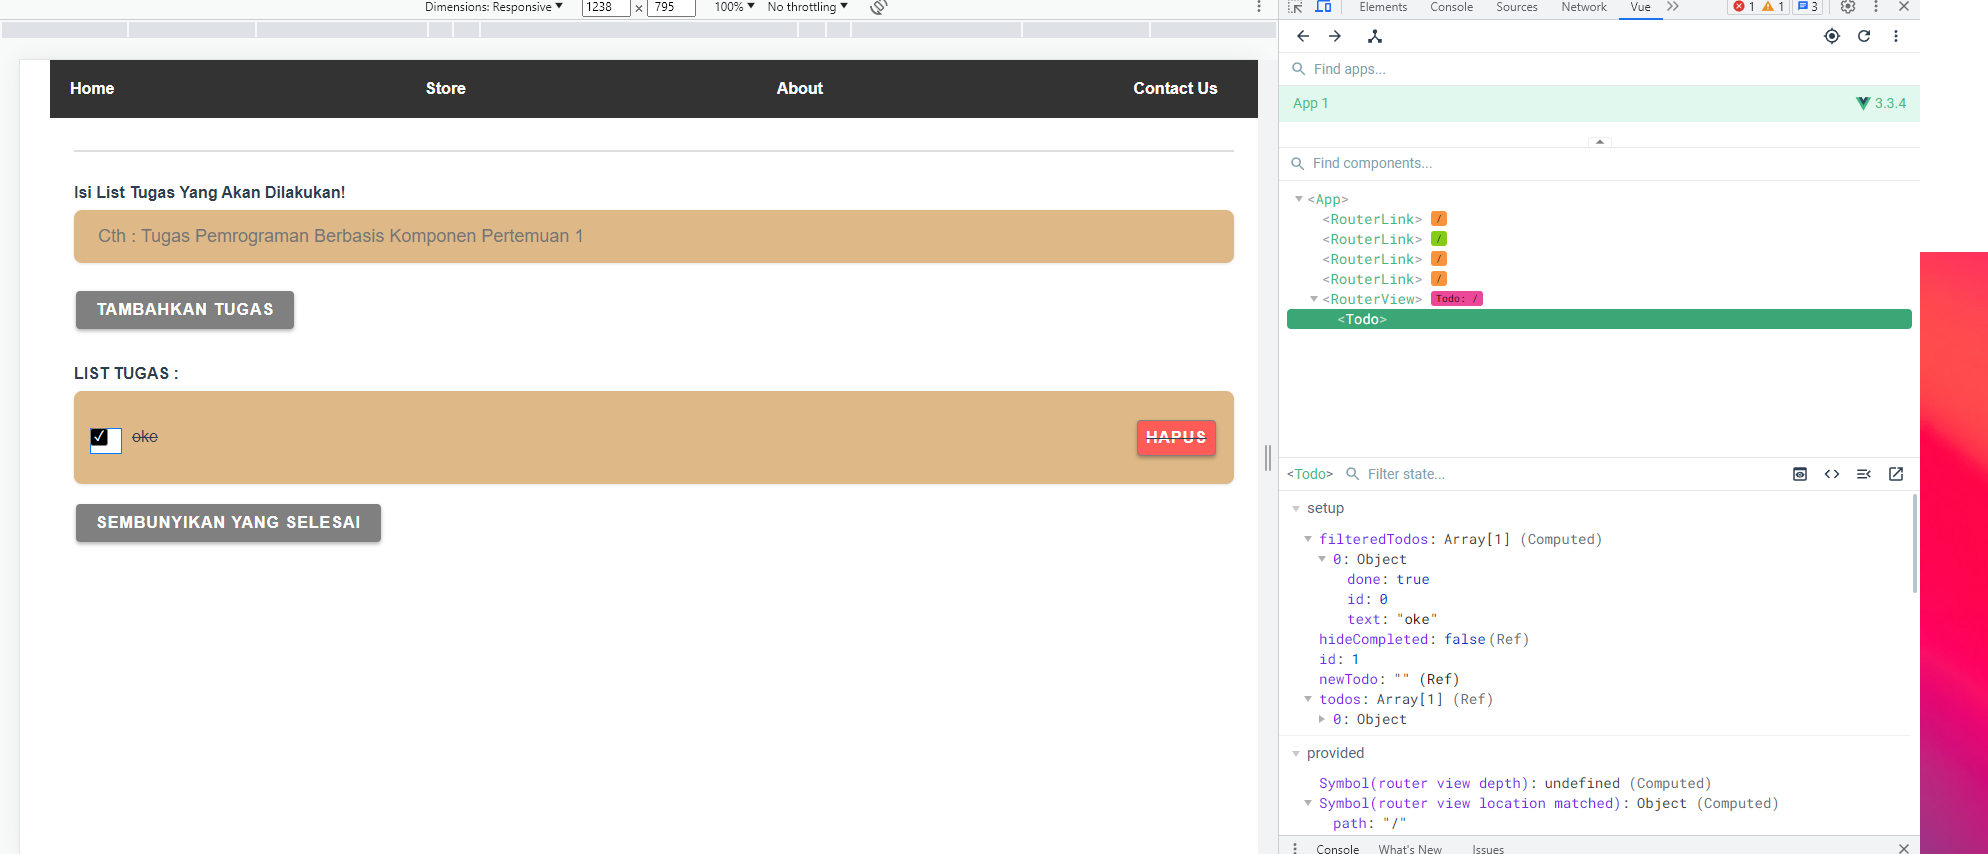 Dimensions: Responsive ▼ 1238 × 795 100% ▼ No throttling ▼
Home Store About Contact Us
Isi List Tugas Yang Akan Dilakukan!
Cth : Tugas Pemrograman Berbasis Komponen Pertemuan 1
TAMBAHKAN TUGAS
LIST TUGAS :
oke HAPUS
SEMBUNYIKAN YANG SELESAI
Elements Console Sources Network Vue 1 1 3
Find apps...
App 1 3.3.4
Find components...
<App>
<RouterLink> /
<RouterLink> /
<RouterLink> /
<RouterLink> /
<RouterView> Todo: /
<Todo>
<Todo> Filter state...
setup
filteredTodos: Array[1] (Computed)
0: Object
done: true
id: 0
text: "oke"
hideCompleted: false (Ref)
id: 1
newTodo: "" (Ref)
todos: Array[1] (Ref)
0: Object
provided
Symbol(router view depth): undefined (Computed)
Symbol(router view location matched): Object (Computed)
path: "/"
Console What's New Issues